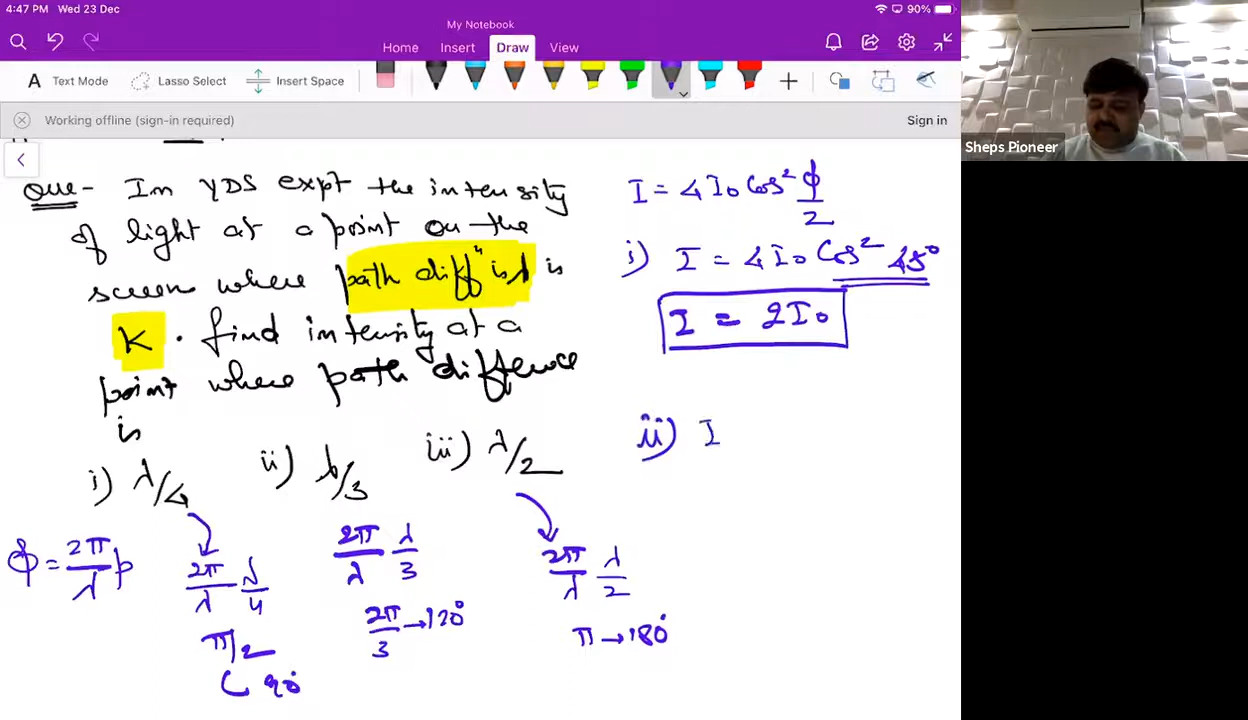 4:47 PM Wed 23 Dec
90%
My Notebook
Home Insert Draw View
A Text Mode Lasso Select Insert Space
Working offline (sign-in required) Sign in
Sheps Pioneer
Que- In YDS expt the intensity
of light at a point on the
screen where path diffⁿ is λ is
K. find intensity at a
point where path difference
is
i) λ/4 ii) λ/3 iii) λ/2
φ = 2π/λ p
2π/λ λ/4
π/2
90°
2π/λ λ/3
2π/3 → 120°
2π/λ λ/2
π → 180°
I = 4I₀ Cos² φ/2
i) I = 4I₀ Cos² 45°
I = 2I₀
ii) I